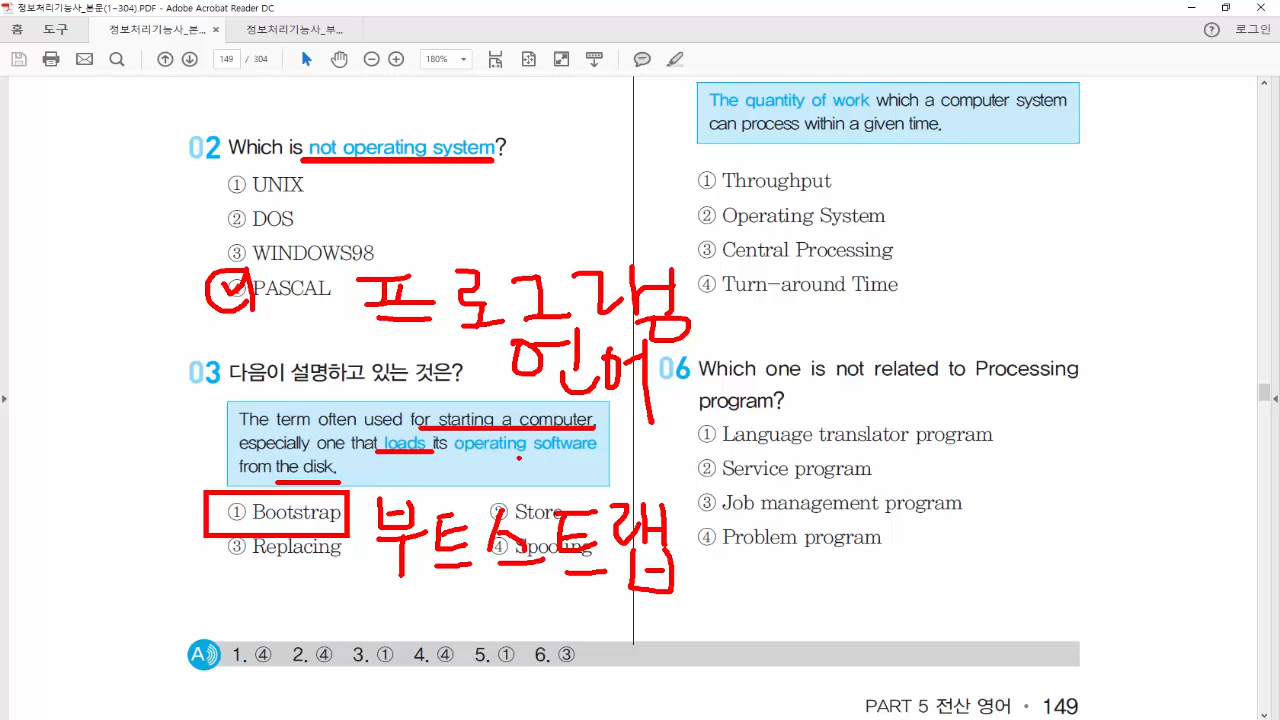 정보처리기능사_본문(1~304).PDF - Adobe Acrobat Reader DC
홈 도구 정보처리기능사_본... × 정보처리기능사_부... ? 로그인
149 / 304 180%
02 Which is not operating system?
① UNIX
② DOS
③ WINDOWS98
PASCAL
프로그램
언어
03 다음이 설명하고 있는 것은?
The term often used for starting a computer,
especially one that loads its operating software
from the disk.
① Bootstrap ② Store
③ Replacing ④ Spooling
부트스트랩
The quantity of work which a computer system
can process within a given time.
① Throughput
② Operating System
③ Central Processing
④ Turn-around Time
06 Which one is not related to Processing
program?
① Language translator program
② Service program
③ Job management program
④ Problem program
A 1. ④ 2. ④ 3. ① 4. ④ 5. ① 6. ③
PART 5 전산 영어 • 149